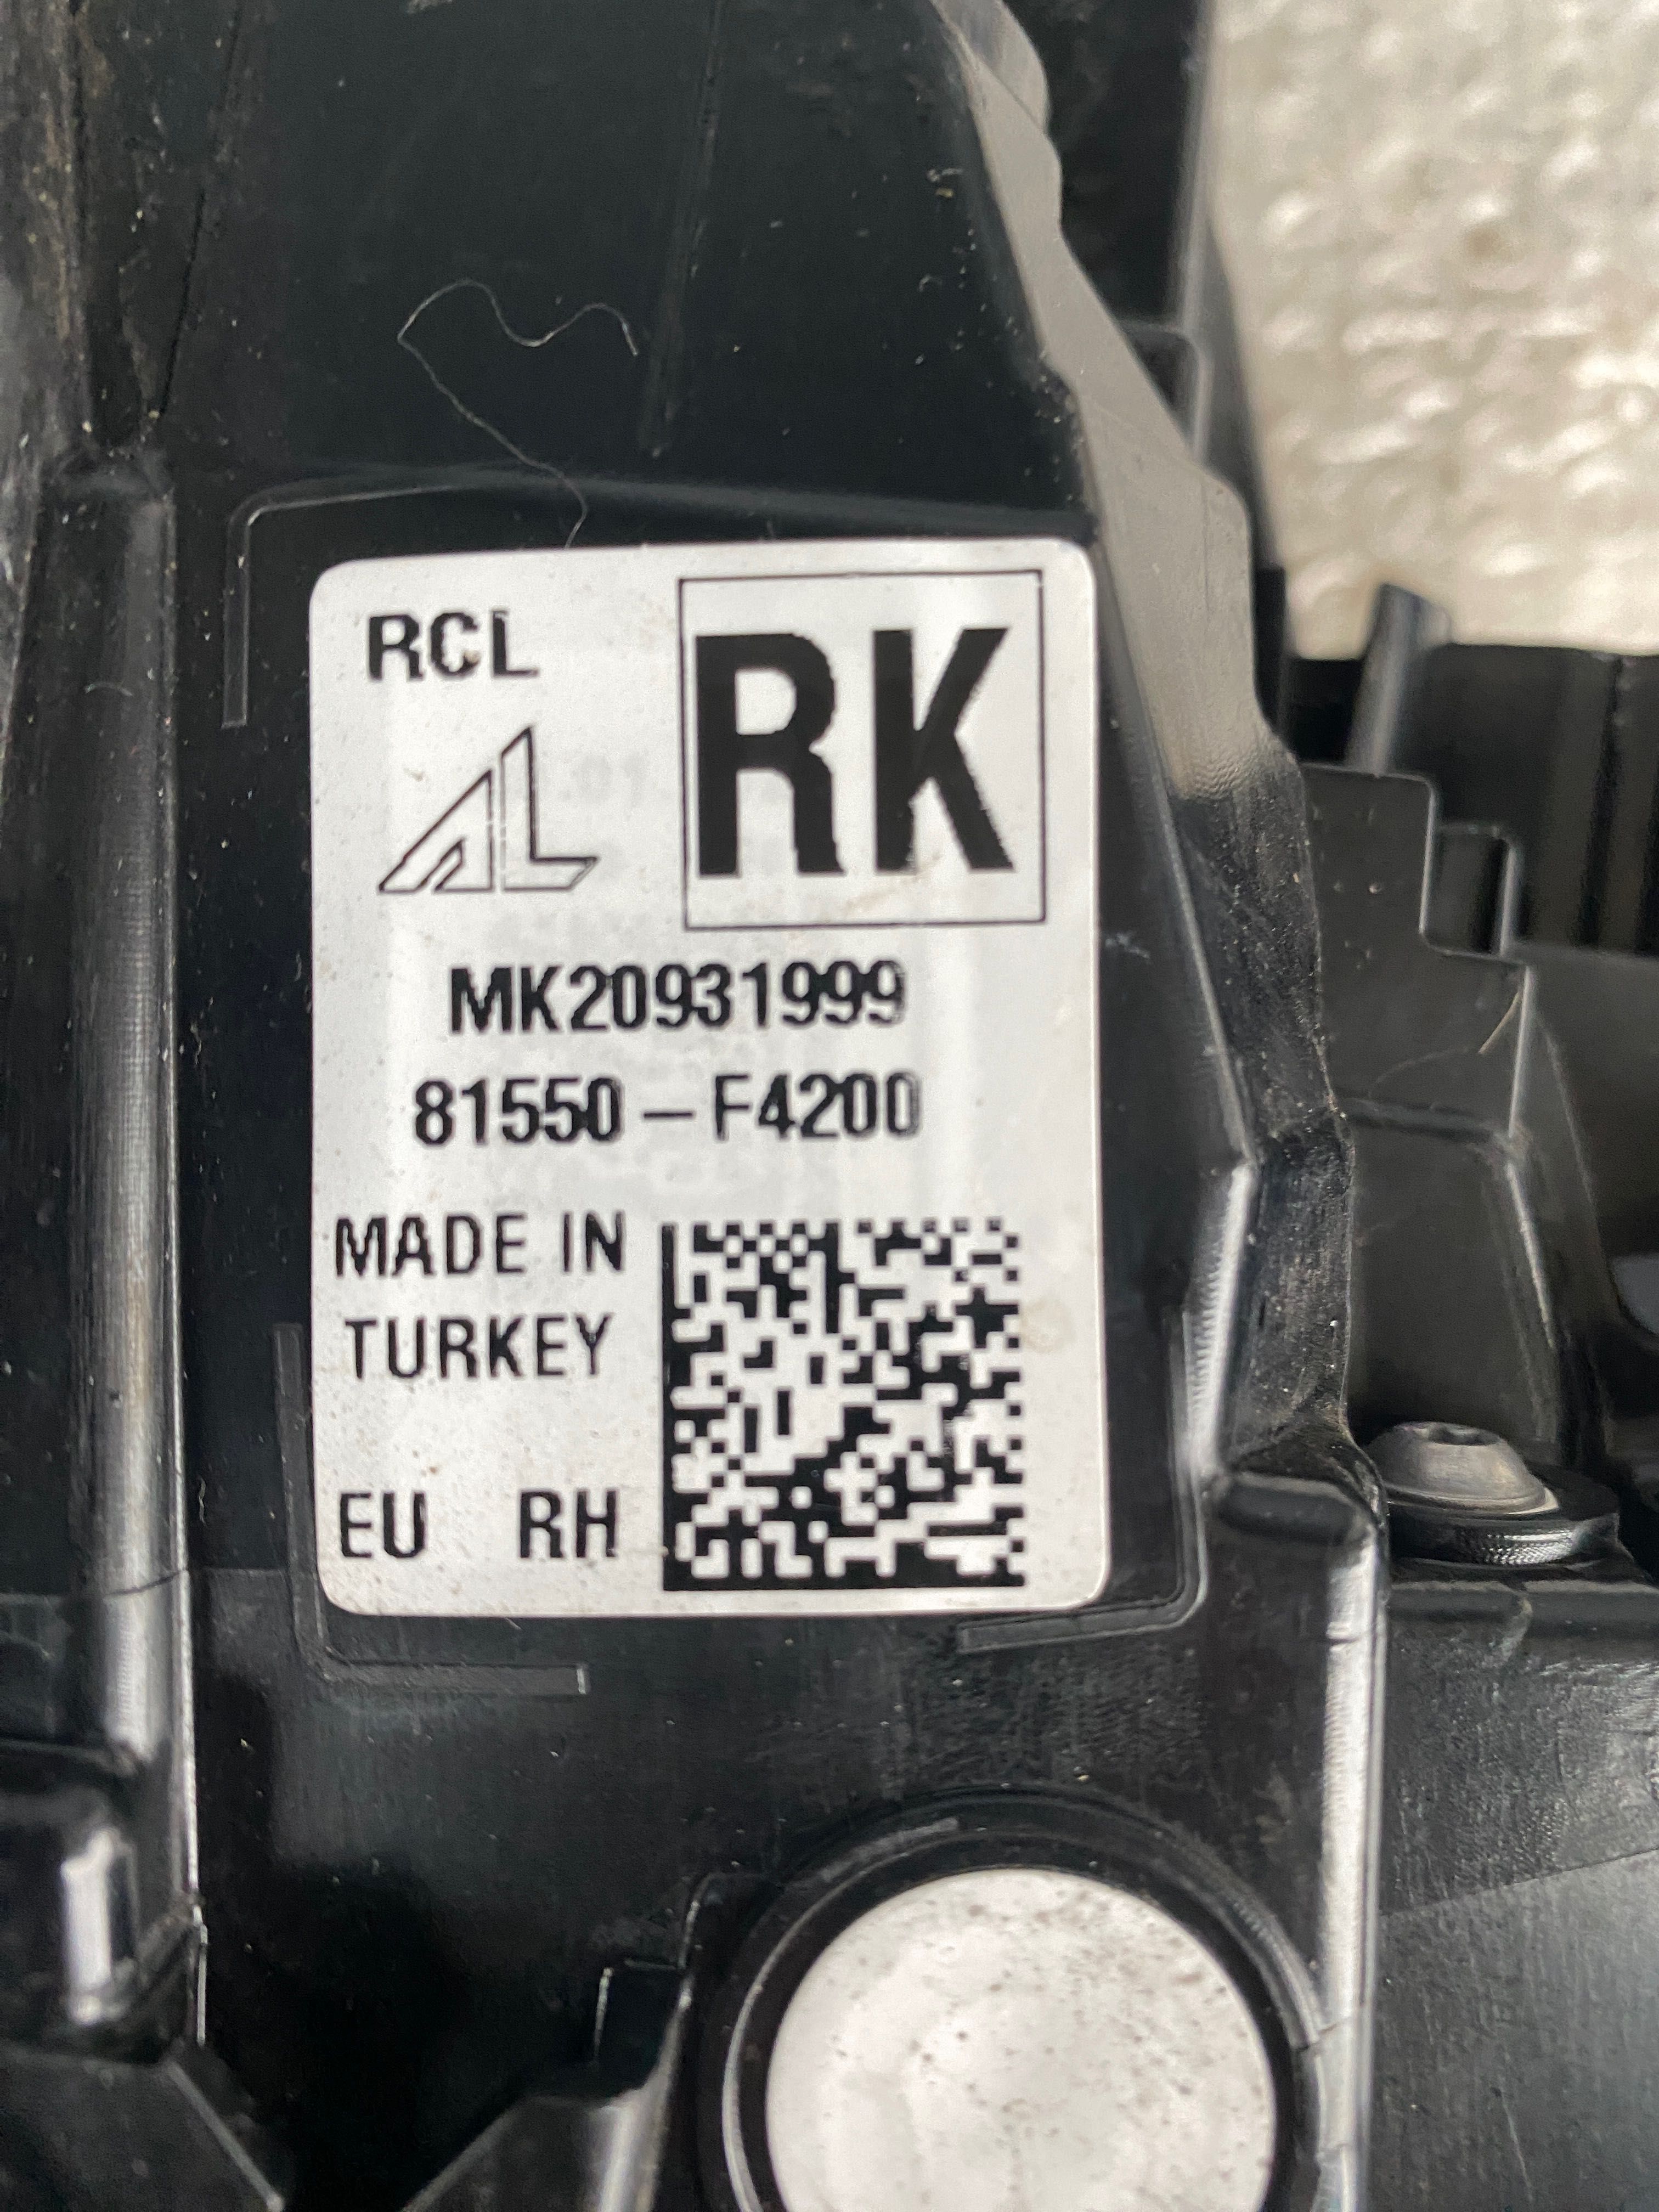 RCL
RK
AL
MK20931999
81550-F4200
MADE IN
TURKEY
EU RH